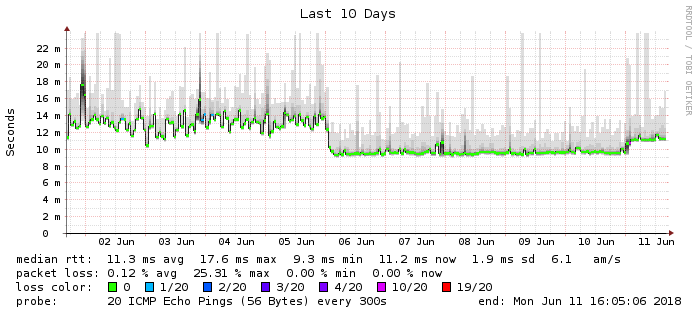 Last 10 Days
RRDTOOL / TOBI OETIKER
Seconds
22 m
20 m
18 m
16 m
14 m
12 m
10 m
8 m
6 m
4 m
2 m
0
02 Jun 03 Jun 04 Jun 05 Jun 06 Jun 07 Jun 08 Jun 09 Jun 10 Jun 11 Jun
median rtt: 11.3 ms avg 17.6 ms max 9.3 ms min 11.2 ms now 1.9 ms sd 6.1 am/s
packet loss: 0.12 % avg 25.31 % max 0.00 % min 0.00 % now
loss color: 0 1/20 2/20 3/20 4/20 10/20 19/20
probe: 20 ICMP Echo Pings (56 Bytes) every 300s end: Mon Jun 11 16:05:06 2018